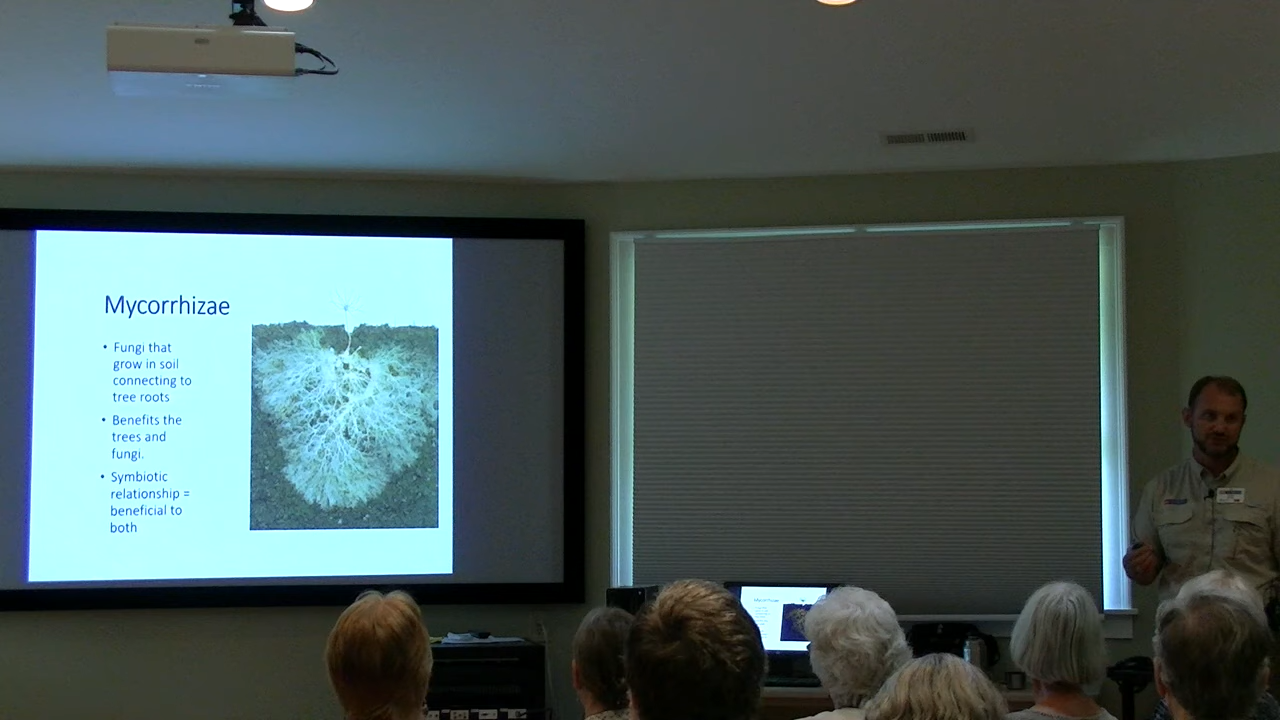 Mycorrhizae
• Fungi that
grow in soil
connecting to
tree roots
• Benefits the
trees and
fungi.
• Symbiotic
relationship =
beneficial to
both
Mycorrhizae